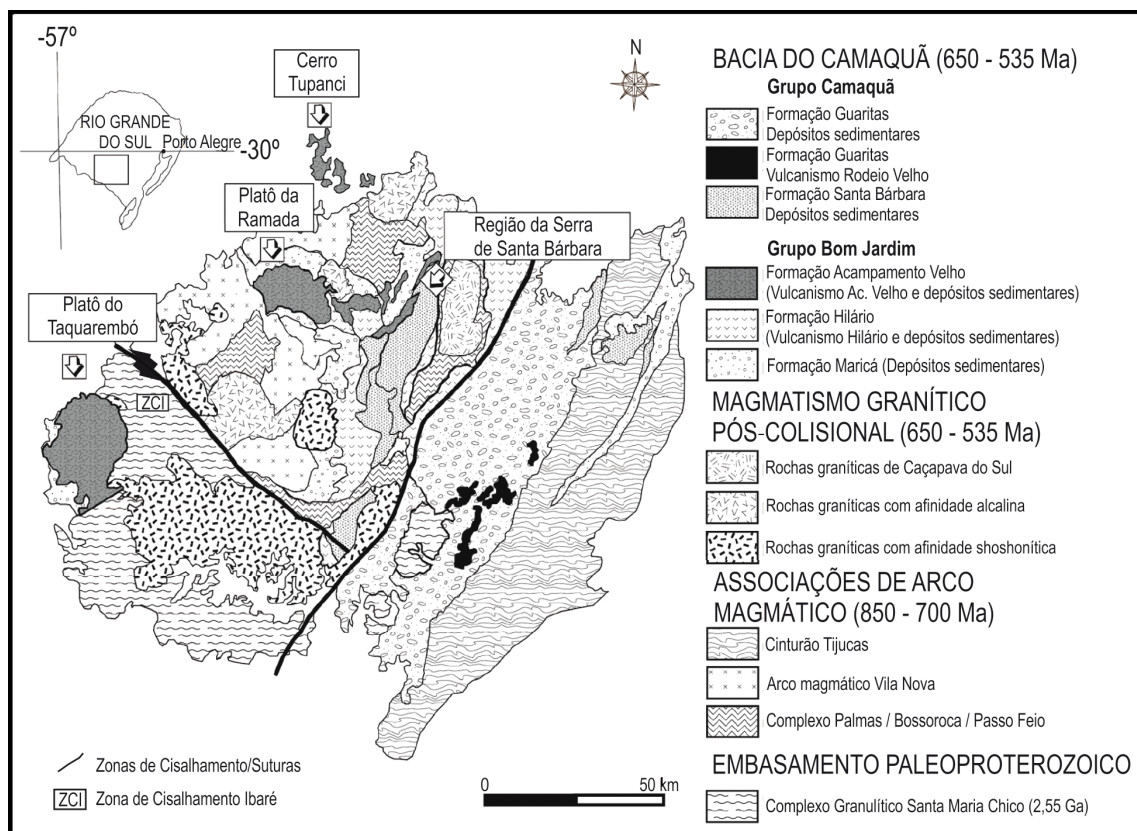 -57º
RIO GRANDE
DO SUL
Porto Alegre
-30º
Cerro
Tupanci
N
Platô da
Ramada
Região da Serra
de Santa Bárbara
Platô do
Taquarembó
ZCI
Zonas de Cisalhamento/Suturas
ZCI Zona de Cisalhamento Ibaré
0 50 km
BACIA DO CAMAQUÃ (650 - 535 Ma)
Grupo Camaquã
Formação Guaritas
Depósitos sedimentares
Formação Guaritas
Vulcanismo Rodeio Velho
Formação Santa Bárbara
Depósitos sedimentares
Grupo Bom Jardim
Formação Acampamento Velho
(Vulcanismo Ac. Velho e depósitos sedimentares)
Formação Hilário
(Vulcanismo Hilário e depósitos sedimentares)
Formação Maricá (Depósitos sedimentares)
MAGMATISMO GRANÍTICO
PÓS-COLISIONAL (650 - 535 Ma)
Rochas graníticas de Caçapava do Sul
Rochas graníticas com afinidade alcalina
Rochas graníticas com afinidade shoshonítica
ASSOCIAÇÕES DE ARCO
MAGMÁTICO (850 - 700 Ma)
Cinturão Tijucas
Arco magmático Vila Nova
Complexo Palmas / Bossoroca / Passo Feio
EMBASAMENTO PALEOPROTEROZOICO
Complexo Granulítico Santa Maria Chico (2,55 Ga)